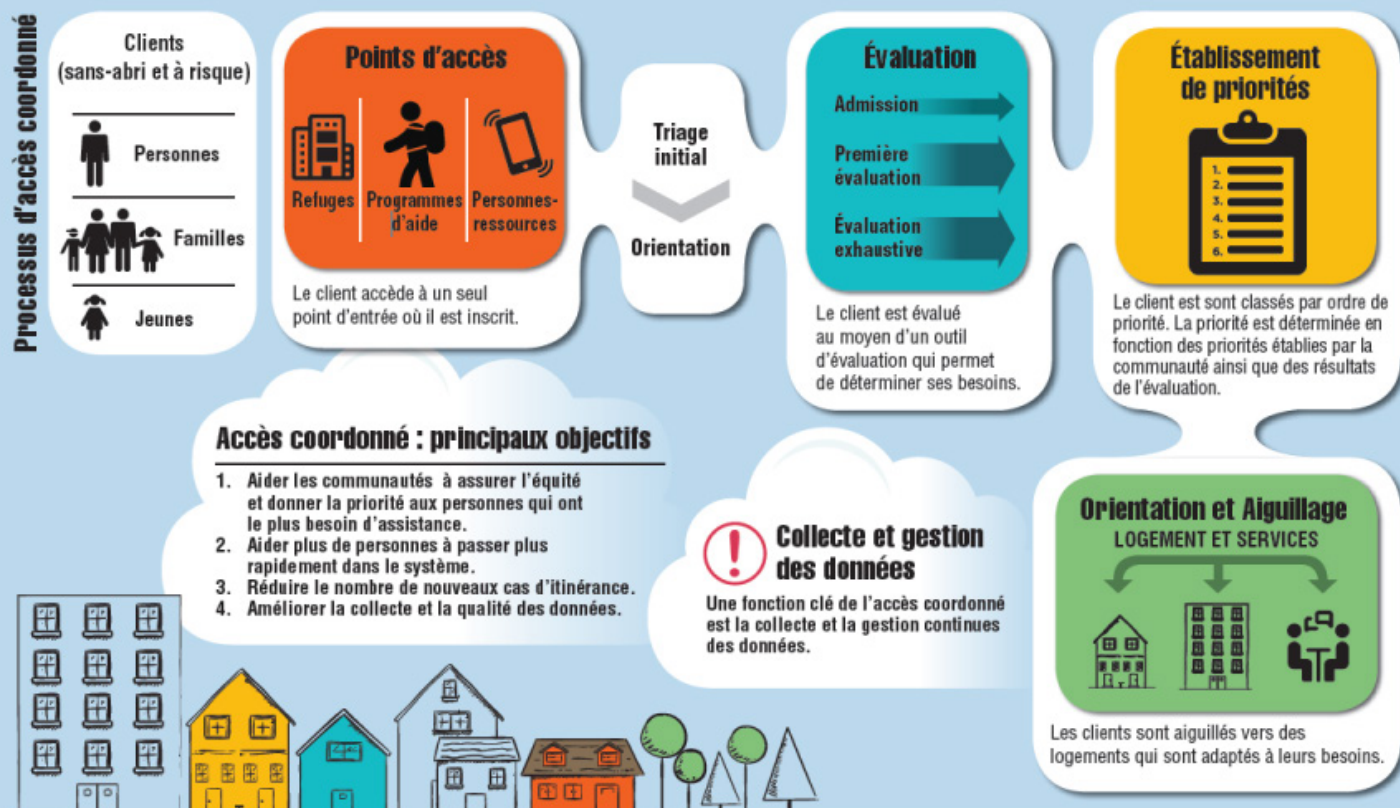 Processus d'accès coordonné
Clients
(sans-abri et à risque)
Personnes
Familles
Jeunes
Points d'accès
Refuges
Programmes
d'aide
Personnes-
ressources
Le client accède à un seul
point d'entrée où il est inscrit.
Triage
initial
Orientation
Évaluation
Admission
Première
évaluation
Évaluation
exhaustive
Le client est évalué
au moyen d'un outil
d'évaluation qui permet
de déterminer ses besoins.
Établissement
de priorités
1.
2.
3.
4.
5.
6.
Le client est sont classés par ordre de
priorité. La priorité est déterminée en
fonction des priorités établies par la
communauté ainsi que des résultats
de l'évaluation.
Accès coordonné : principaux objectifs
1. Aider les communautés à assurer l'équité
et donner la priorité aux personnes qui ont
le plus besoin d'assistance.
2. Aider plus de personnes à passer plus
rapidement dans le système.
3. Réduire le nombre de nouveaux cas d'itinérance.
4. Améliorer la collecte et la qualité des données.
! Collecte et gestion
des données
Une fonction clé de l'accès coordonné
est la collecte et la gestion continues
des données.
Orientation et Aiguillage
LOGEMENT ET SERVICES
Les clients sont aiguillés vers des
logements qui sont adaptés à leurs besoins.